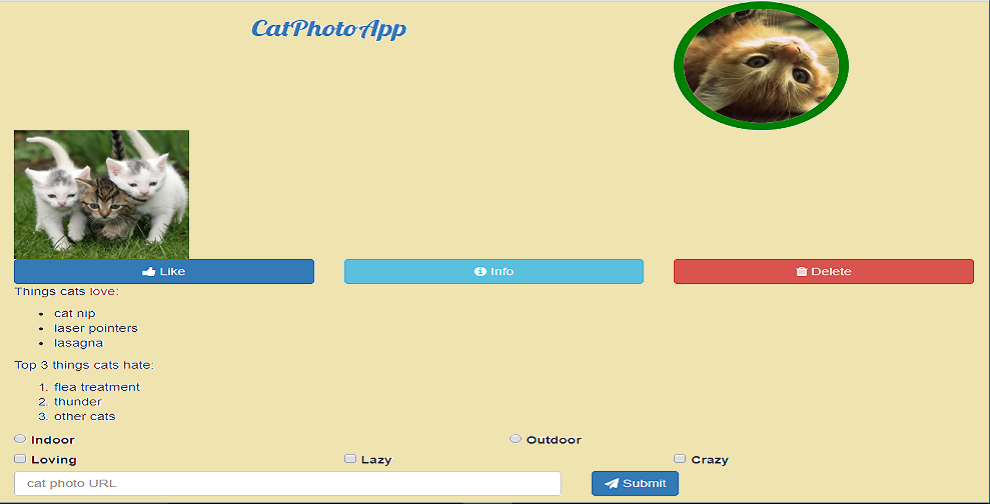 CatPhotoApp
Like Info Delete
Things cats love:
cat nip
laser pointers
lasagna
Top 3 things cats hate:
1. flea treatment
2. thunder
3. other cats
Indoor Outdoor
Loving Lazy Crazy
cat photo URL Submit